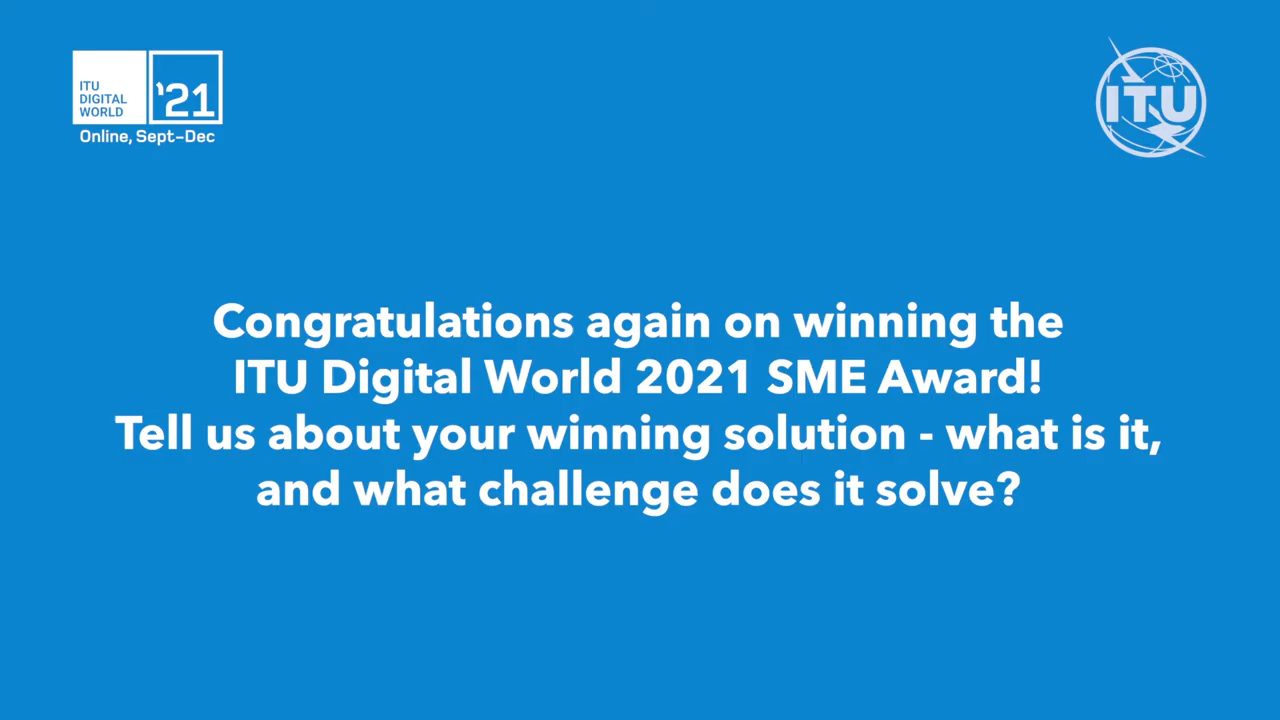 ITU
DIGITAL
WORLD
'21
Online, Sept-Dec
ITU
Congratulations again on winning the
ITU Digital World 2021 SME Award!
Tell us about your winning solution - what is it,
and what challenge does it solve?